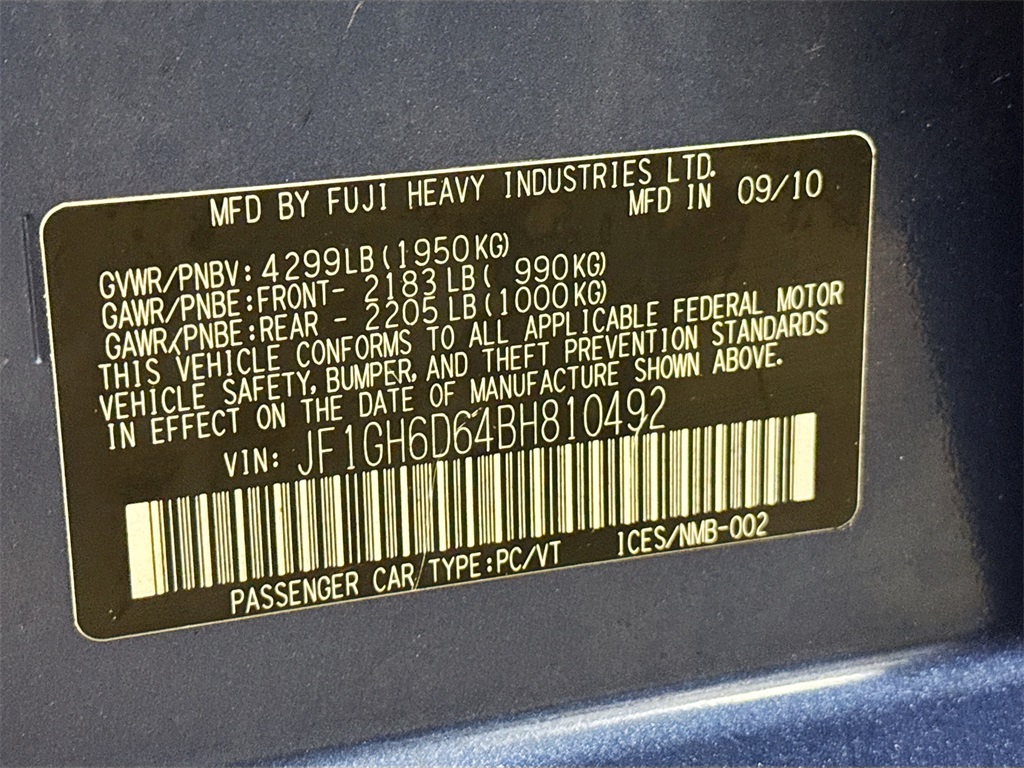 MFD BY FUJI HEAVY INDUSTRIES LTD.
MFD IN 09/10
GVWR/PNBV: 4299LB(1950KG)
GAWR/PNBE:FRONT- 2183LB( 990KG)
GAWR/PNBE:REAR - 2205LB(1000KG)
THIS VEHICLE CONFORMS TO ALL APPLICABLE FEDERAL MOTOR
VEHICLE SAFETY, BUMPER, AND THEFT PREVENTION STANDARDS
IN EFFECT ON THE DATE OF MANUFACTURE SHOWN ABOVE.
VIN: JF1GH6D64BH810492
PASSENGER CAR/TYPE:PC/VT ICES/NMB-002